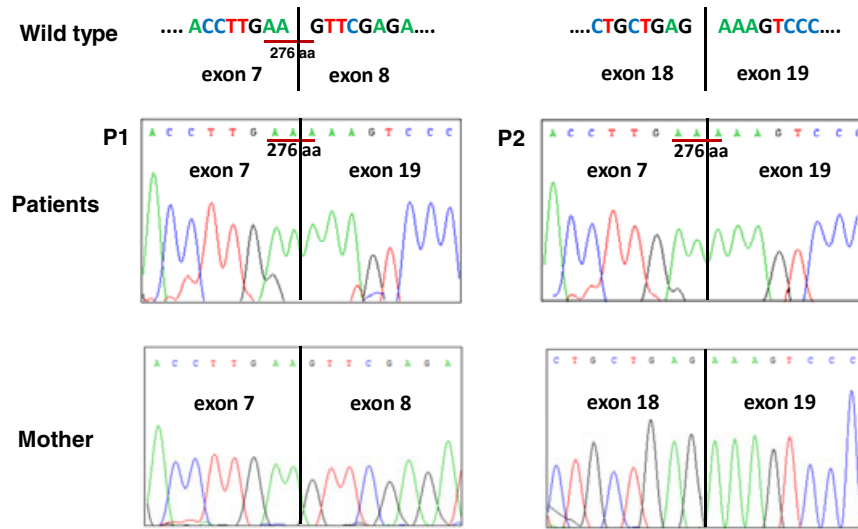 Wild type
.... ACCTTGAA GTTCGAGA....
276 aa
exon 7 exon 8
....CTGCTGAG AAAGTCCC....
exon 18 exon 19
Patients
P1
A C C T T G A A A A A G T C C C
276 aa
exon 7 exon 19
P2
A C C T T G A A A A A G T C C C
276 aa
exon 7 exon 19
Mother
A C C T T G A A G T T C G A G A
exon 7 exon 8
C T G C T G A G A A A G T C C C
exon 18 exon 19